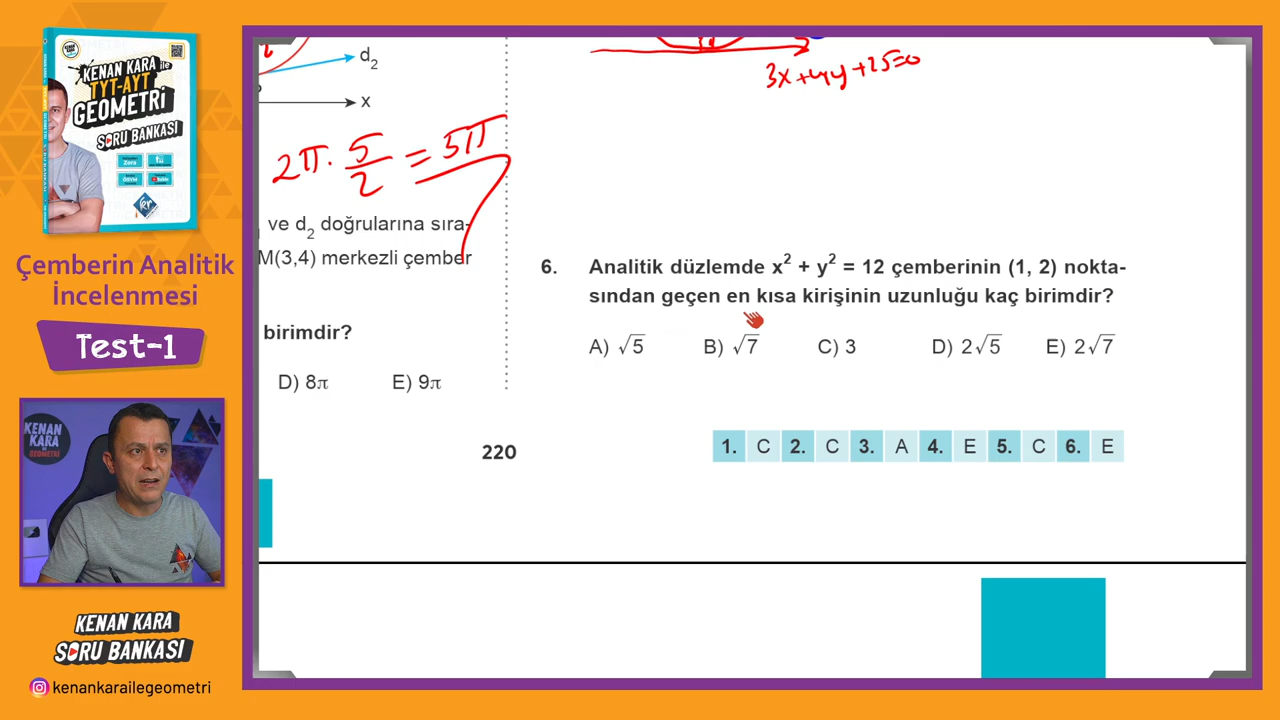 KENAN KARA ile
TYT-AYT
GEOMETRİ
SORU BANKASI
Çemberin Analitik
İncelenmesi
Test-1
KENAN
KARA
GEOMETRİ
KENAN KARA
SORU BANKASI
kenankarailegeometri
d2
x
2π · 5/2 = 5π
ve d2 doğrularına sıra-
M(3,4) merkezli çember
birimdir?
D) 8π E) 9π
220
3x+4y+25=0
6. Analitik düzlemde x² + y² = 12 çemberinin (1, 2) nokta-
sından geçen en kısa kirişinin uzunluğu kaç birimdir?
A) √5 B) √7 C) 3 D) 2√5 E) 2√7
1. C 2. C 3. A 4. E 5. C 6. E